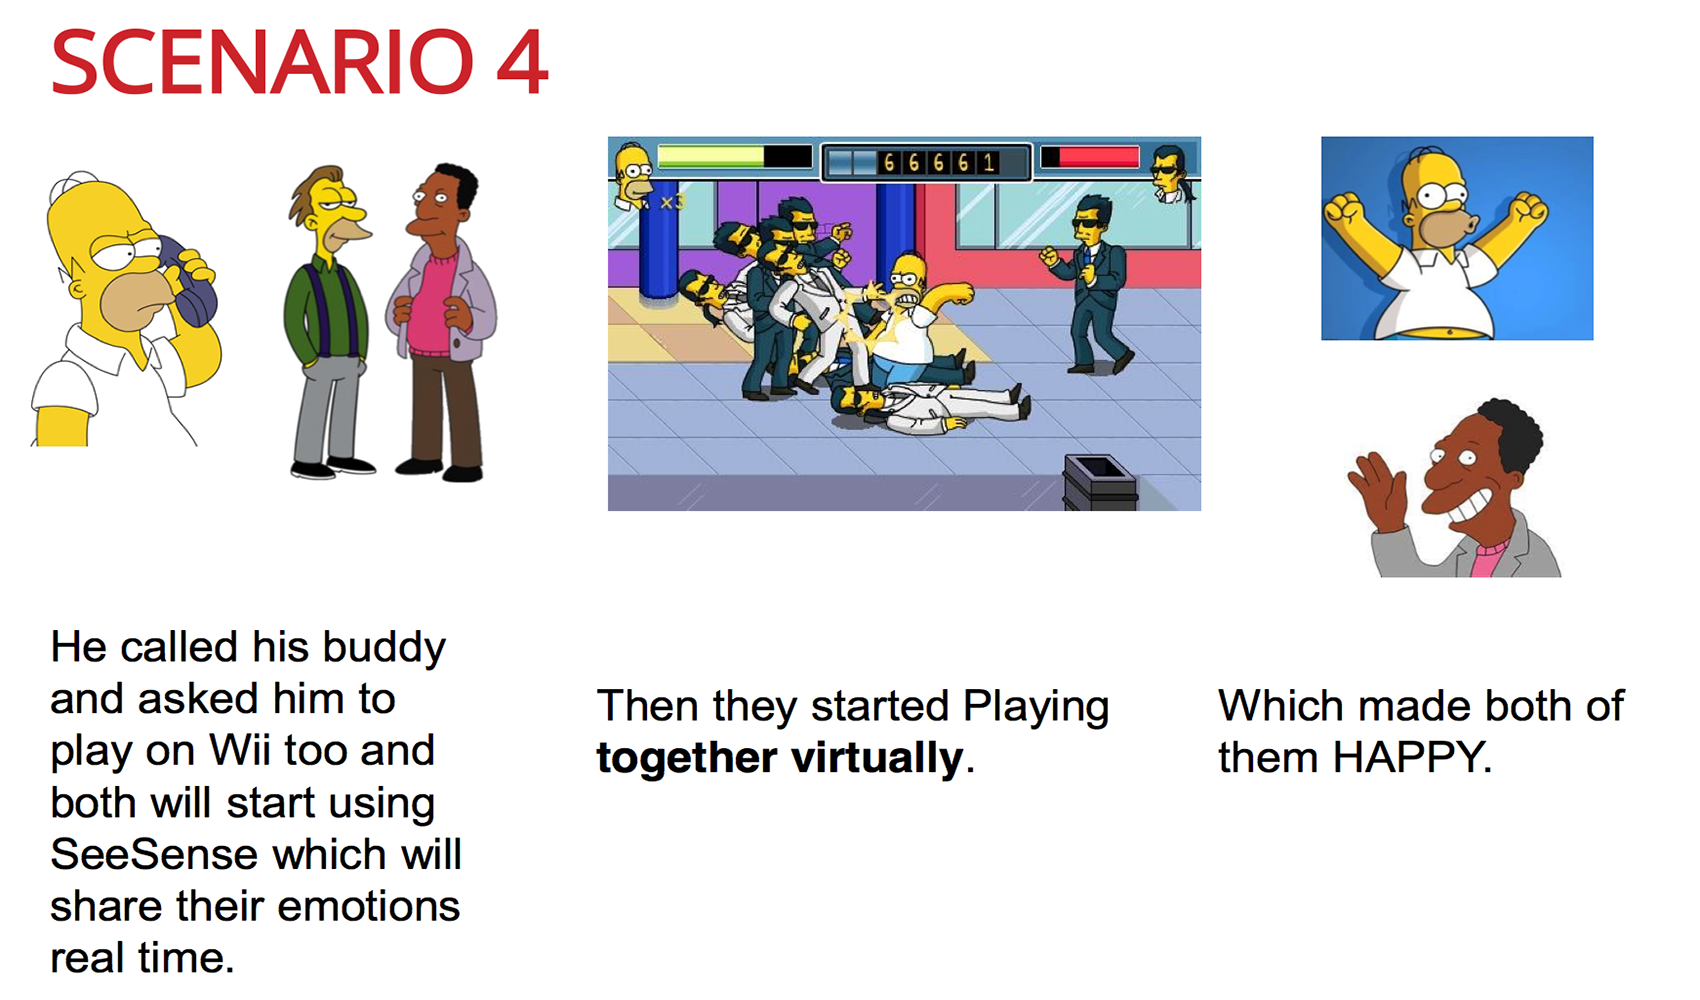 SCENARIO 4
66661
x3
He called his buddy
and asked him to
play on Wii too and
both will start using
SeeSense which will
share their emotions
real time.
Then they started Playing
together virtually.
Which made both of
them HAPPY.